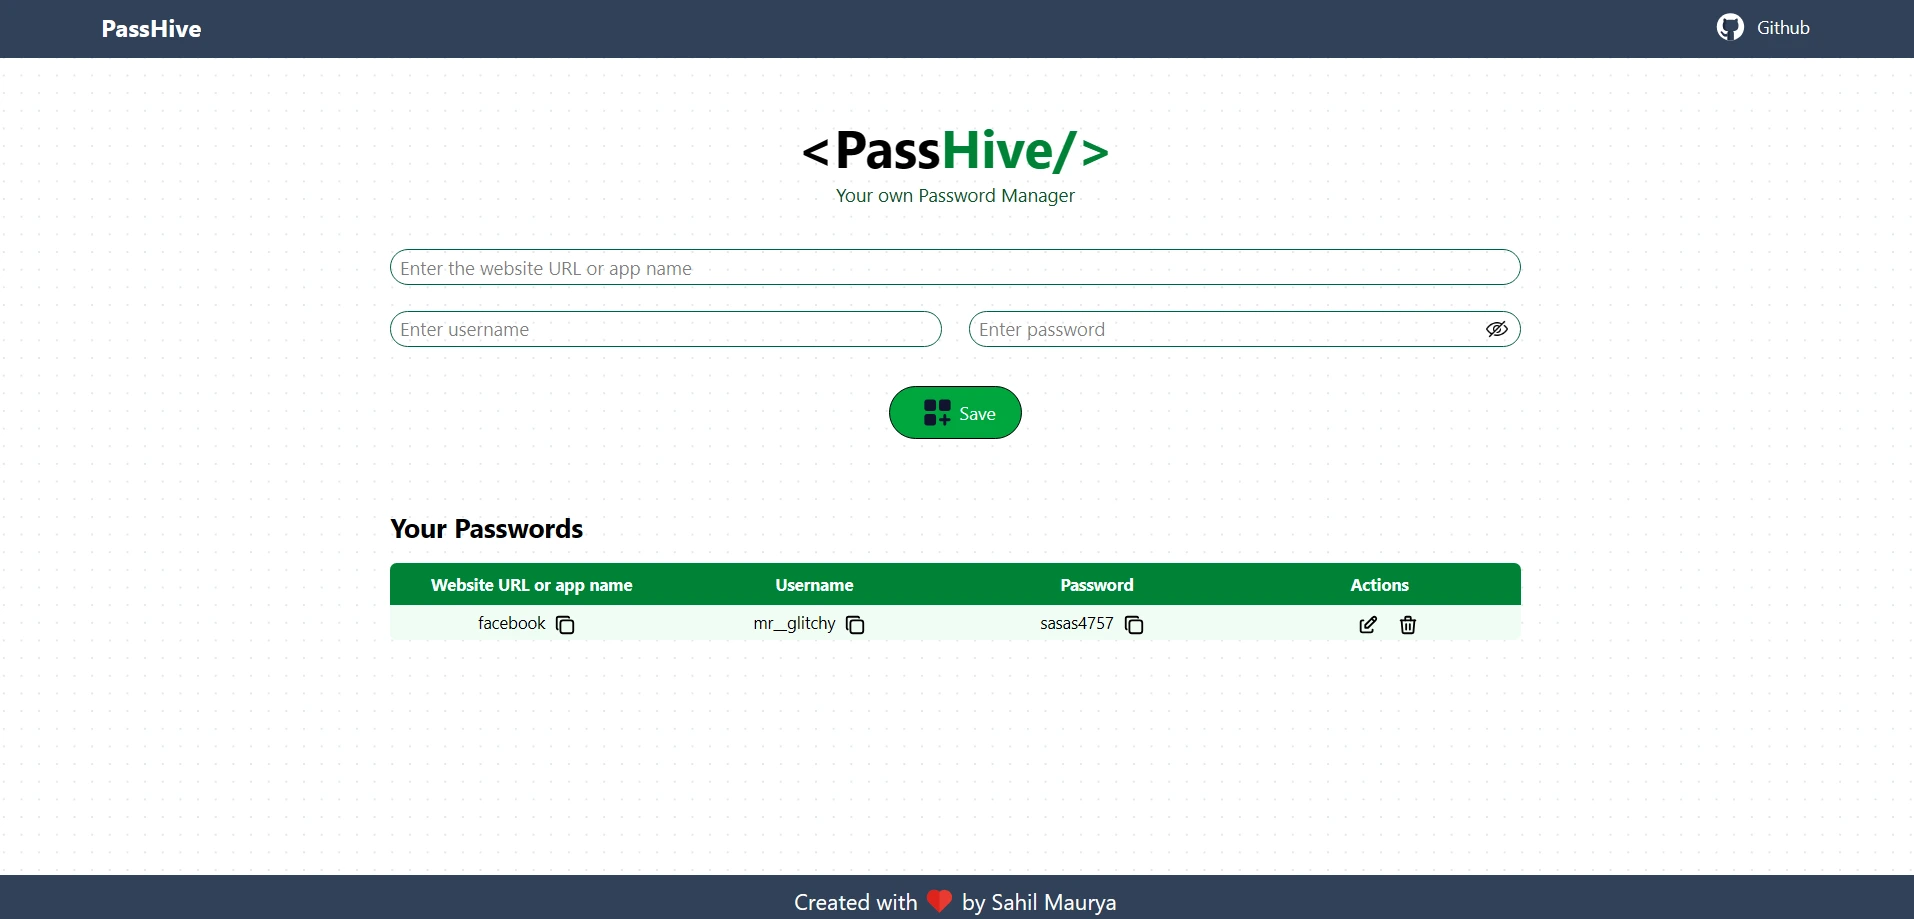 PassHive
Github
<PassHive/>
Your own Password Manager
Enter the website URL or app name
Enter username
Enter password
Save
Your Passwords
Website URL or app name Username Password Actions
facebook mr__glitchy sasas4757
Created with ❤️ by Sahil Maurya